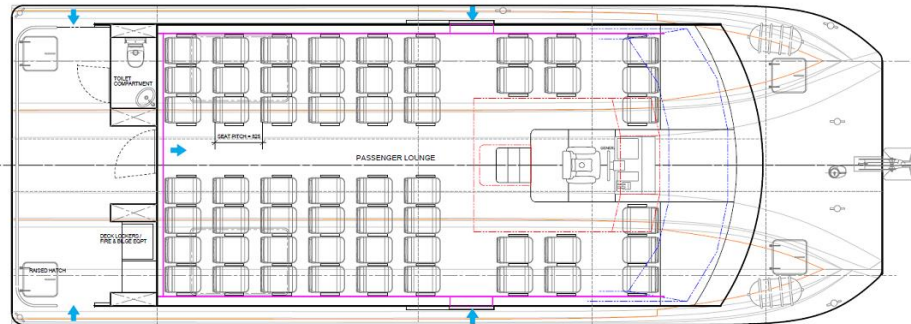 TOILET
COMPARTMENT
SEAT PITCH = 825
PASSENGER LOUNGE
DECK LOCKERS /
FIRE & BILGE EQPT
RAISED HATCH